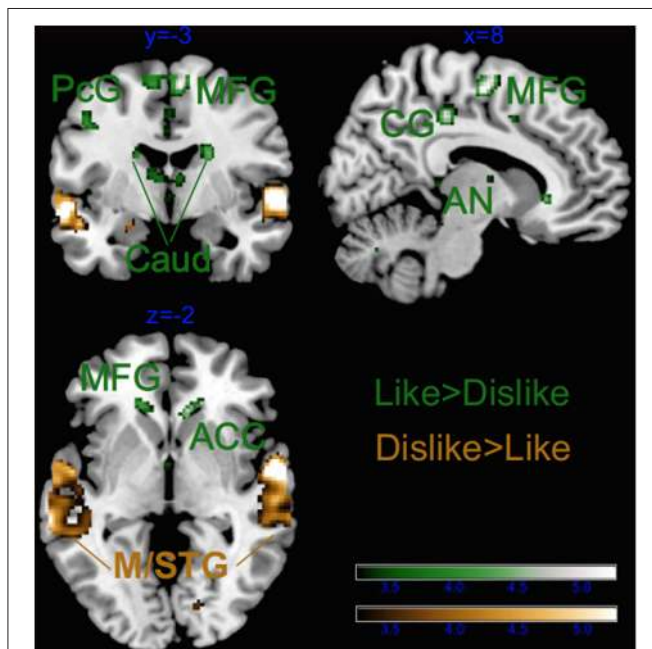 y=-3
x=8
PcG MFG
MFG
CG
AN
Caud
z=-2
MFG
ACC
Like>Dislike
Dislike>Like
M/STG
3.5 4.0 4.5 5.0
3.5 4.0 4.5 5.0